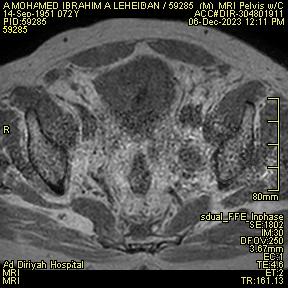 A MOHAMED IBRAHIM A LEHEIDAN / 59285 (M) MRI Pelvis w/C
14-Sep-1951 072Y ACC#DIR-304801911
PID:59285 06-Dec-2023 12:11 PM
59285
R
80mm
sdual_FFE_Inphase
SE:1802
IM:30
DFOV:250
3.67mm
EC:1
Ad Diriyah Hospital TE:4.6
MRI ET:2
MRI TR:161.13